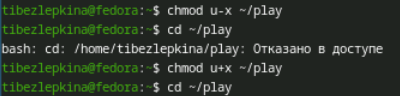 tibezlepkina@fedora:~$ chmod u-x ~/play
tibezlepkina@fedora:~$ cd ~/play
bash: cd: /home/tibezlepkina/play: Отказано в доступе
tibezlepkina@fedora:~$ chmod u+x ~/play
tibezlepkina@fedora:~$ cd ~/play